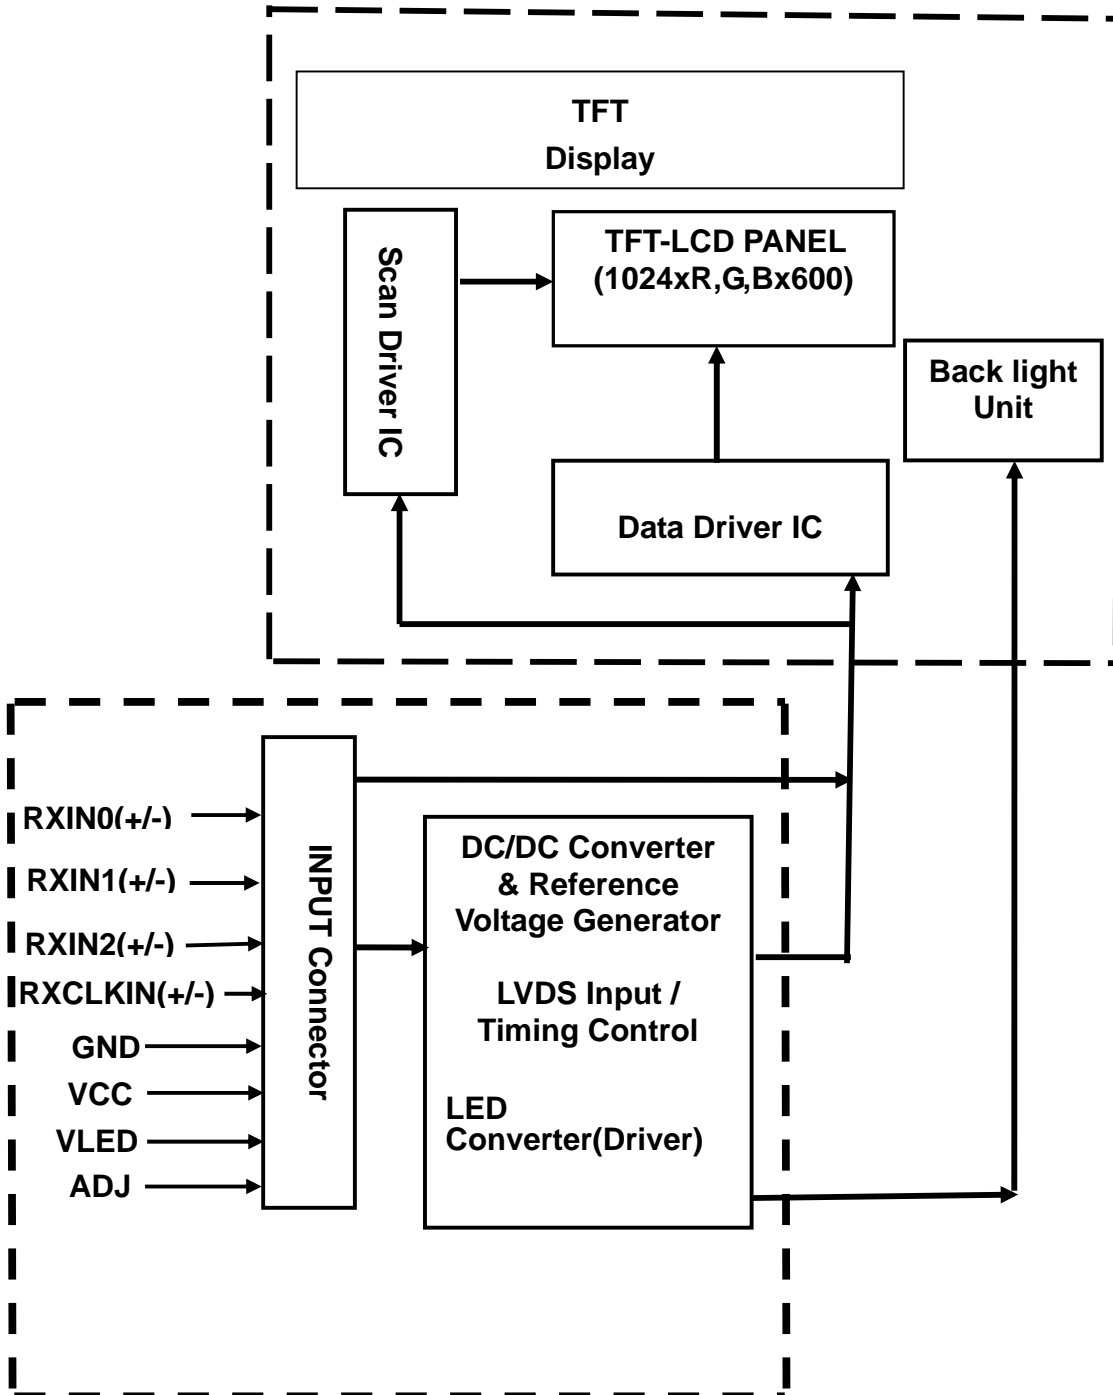 TFT
Display
TFT-LCD PANEL
(1024xR,G,Bx600)
Scan Driver IC
Back light
Unit
Data Driver IC
RXIN0(+/-)
RXIN1(+/-)
RXIN2(+/-)
RXCLKIN(+/-)
GND
VCC
VLED
ADJ
INPUT Connector
DC/DC Converter
& Reference
Voltage Generator
LVDS Input /
Timing Control
LED
Converter(Driver)